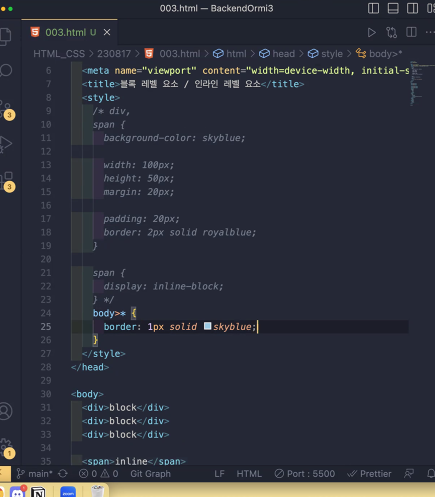 003.html — BackendOrmi3
003.html U ×
HTML_CSS > 230817 > 003.html > html > head > style > body>*
6 <meta name="viewport" content="width=device-width, initial-s
7 <title>블록 레벨 요소 / 인라인 레벨 요소</title>
8 <style>
9 /* div,
10 span {
11 background-color: skyblue;
12
13 width: 100px;
14 height: 50px;
15 margin: 20px;
16
17 padding: 20px;
18 border: 2px solid royalblue;
19 }
20
21 span {
22 display: inline-block;
23 } */
24 body>* {
25 border: 1px solid skyblue;
26 }
27 </style>
28 </head>
29
30 <body>
31 <div>block</div>
32 <div>block</div>
33 <div>block</div>
34
35 <span>inline</span>
3
3
1
main* 0 0 Git Graph LF HTML Port : 5500 Prettier
zoom